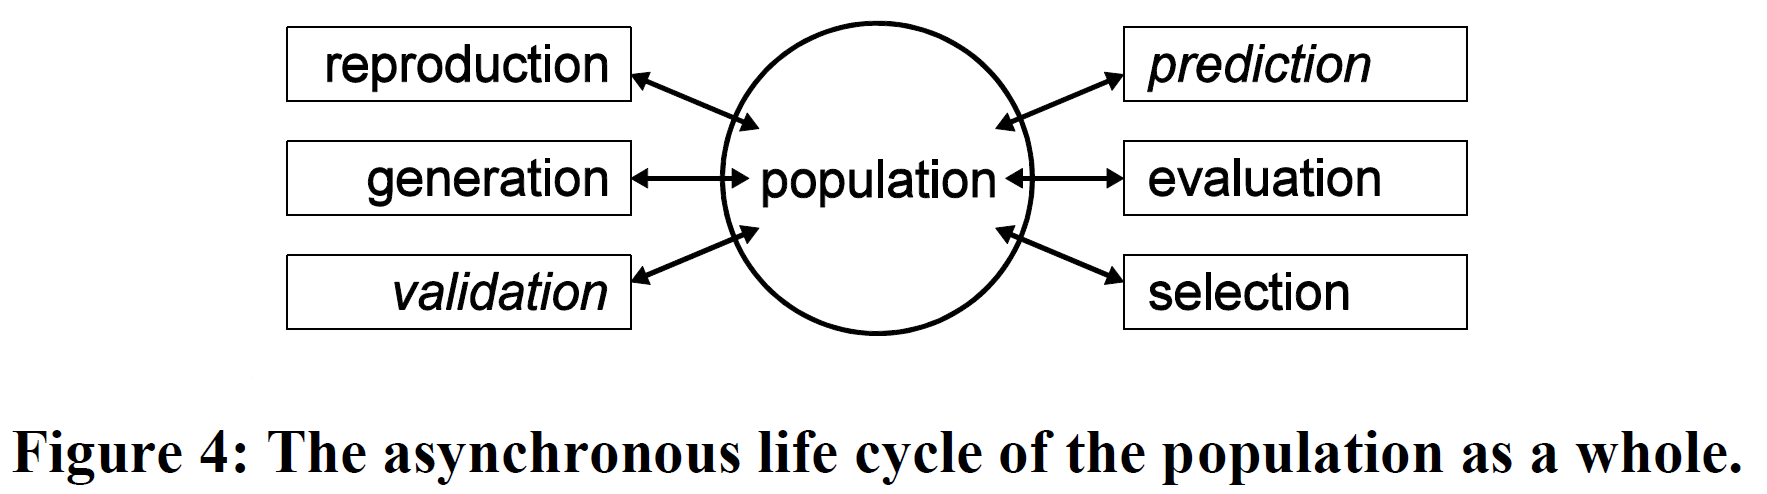 reproduction
generation
validation
population
prediction
evaluation
selection
Figure 4: The asynchronous life cycle of the population as a whole.